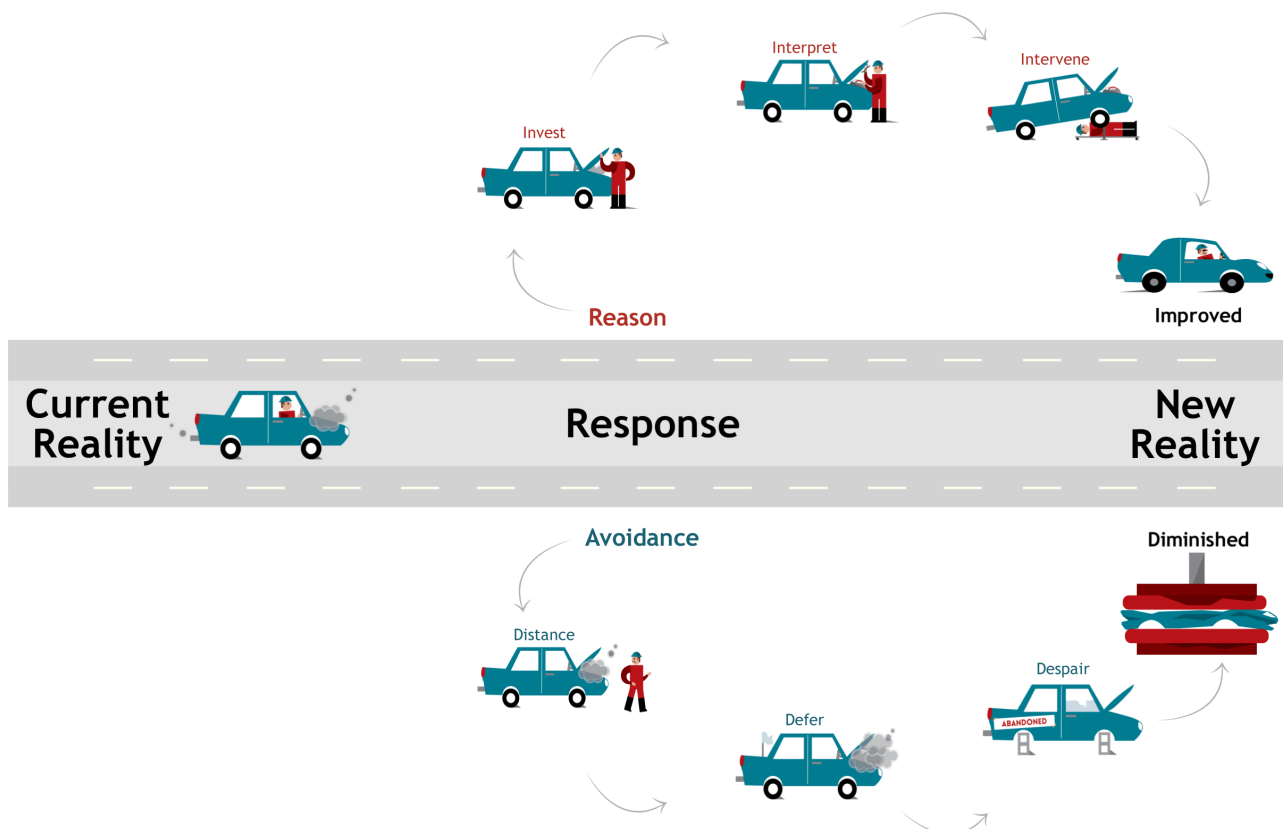 Interpret
Intervene
Invest
Reason
Improved
Current
Reality
Response
New
Reality
Avoidance
Diminished
Distance
Despair
ABANDONED
Defer